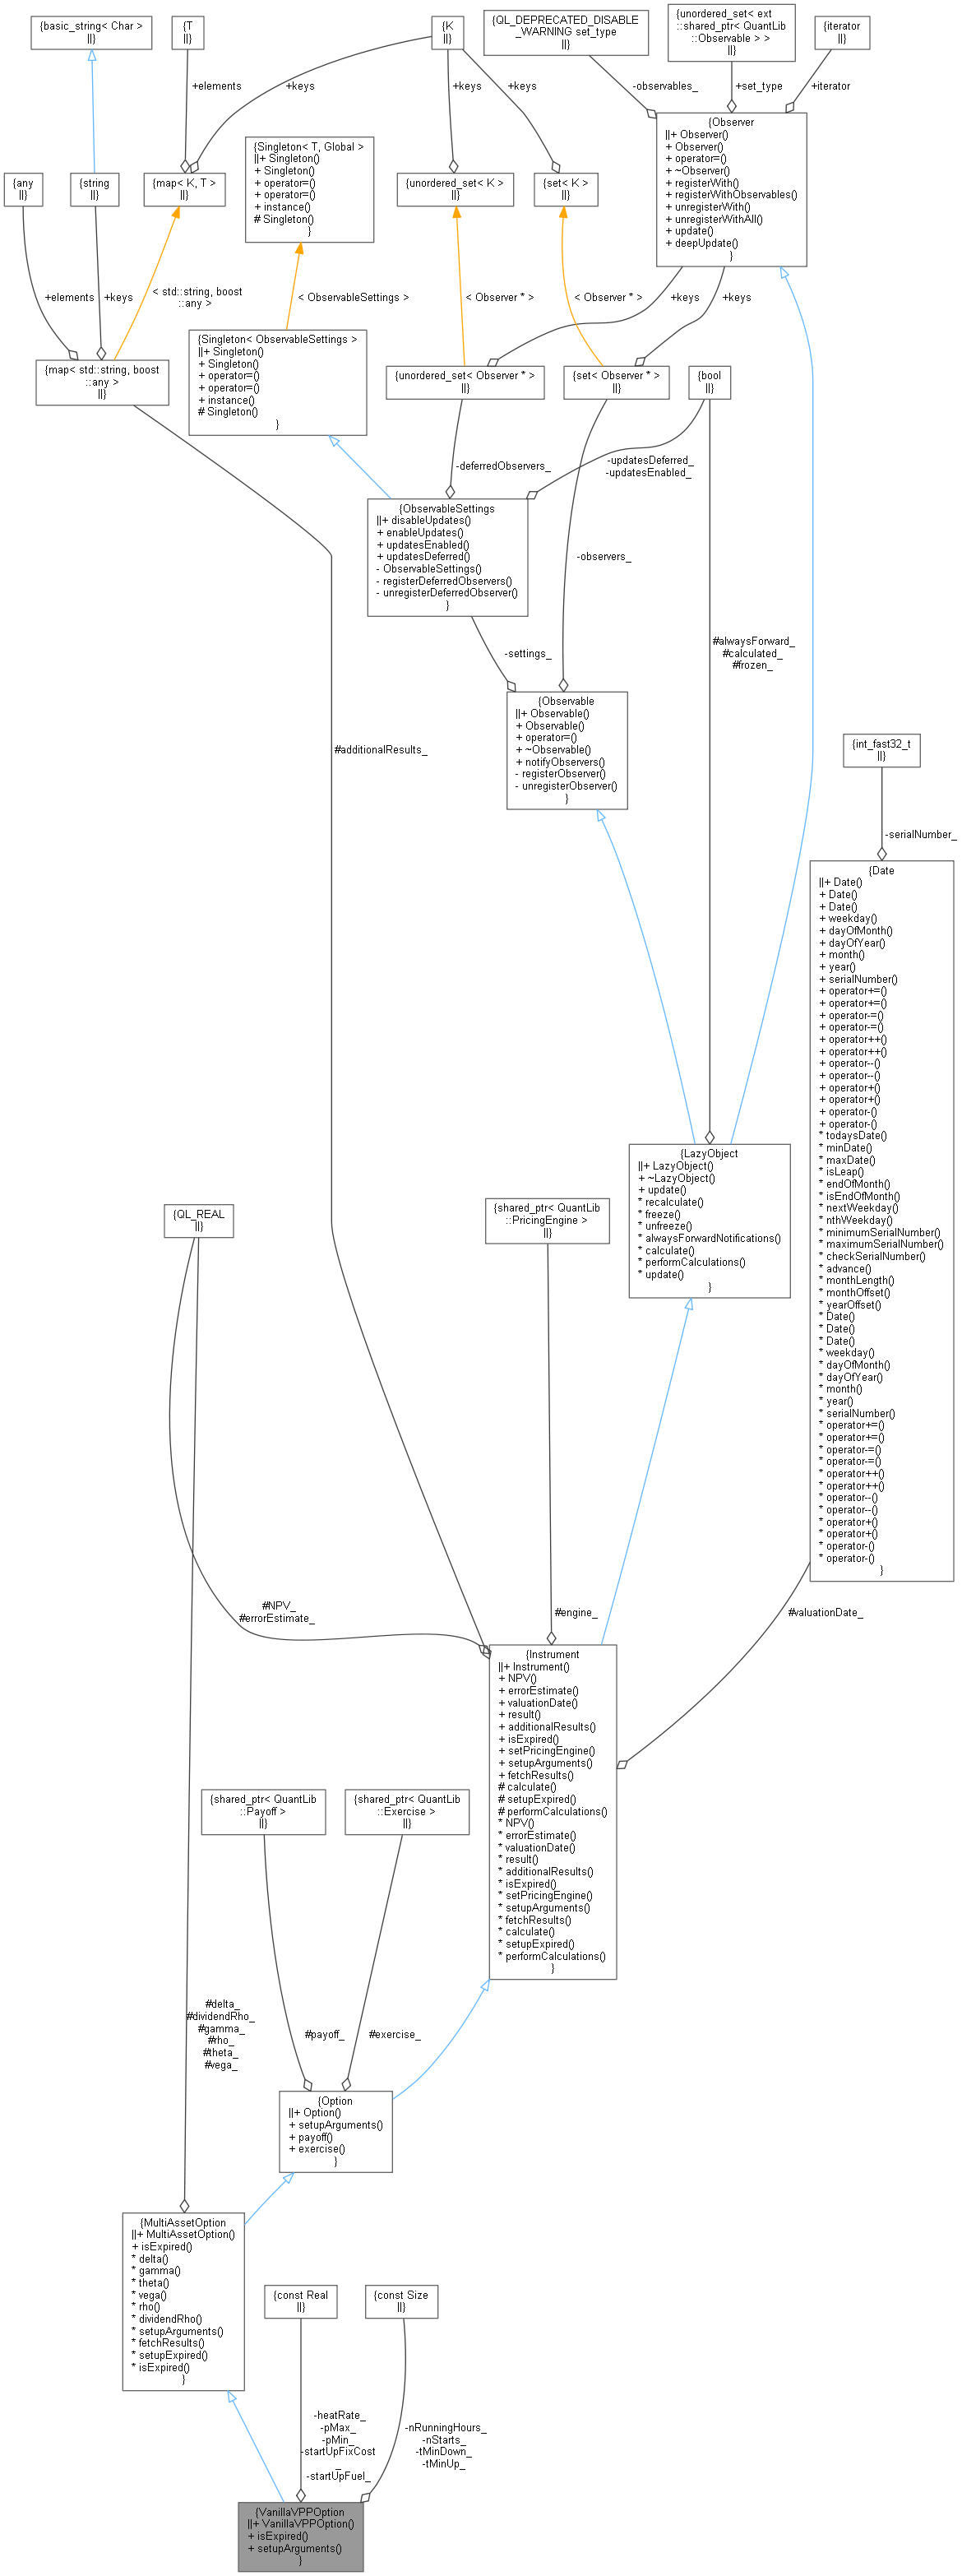 {basic_string< Char >
||}
{T
||}
{K
||}
{QL_DEPRECATED_DISABLE
_WARNING set_type
||}
{unordered_set< ext
::shared_ptr< QuantLib
::Observable > >
||}
{iterator
||}
+elements
+keys
+keys
+keys
-observables_
+set_type
+iterator
{any
||}
{string
||}
{map< K, T >
||}
{Singleton< T, Global >
||+ Singleton()
+ Singleton()
+ operator=()
+ operator=()
+ instance()
# Singleton()
}
{unordered_set< K >
||}
{set< K >
||}
{Observer
||+ Observer()
+ Observer()
+ operator=()
+ ~Observer()
+ registerWith()
+ registerWithObservables()
+ unregisterWith()
+ unregisterWithAll()
+ update()
+ deepUpdate()
}
+elements
+keys
< std::string, boost
::any >
< ObservableSettings >
< Observer * >
< Observer * >
+keys
+keys
{map< std::string, boost
::any >
||}
{Singleton< ObservableSettings >
||+ Singleton()
+ Singleton()
+ operator=()
+ operator=()
+ instance()
# Singleton()
}
{unordered_set< Observer * >
||}
{set< Observer * >
||}
{bool
||}
-deferredObservers_
-updatesDeferred_
-updatesEnabled_
{ObservableSettings
||+ disableUpdates()
+ enableUpdates()
+ updatesEnabled()
+ updatesDeferred()
- ObservableSettings()
- registerDeferredObservers()
- unregisterDeferredObserver()
}
-observers_
-settings_
#alwaysForward_
#calculated_
#frozen_
{Observable
||+ Observable()
+ Observable()
+ operator=()
+ ~Observable()
+ notifyObservers()
- registerObserver()
- unregisterObserver()
}
#additionalResults_
{int_fast32_t
||}
-serialNumber_
{Date
||+ Date()
+ Date()
+ Date()
+ weekday()
+ dayOfMonth()
+ dayOfYear()
+ month()
+ year()
+ serialNumber()
+ operator+=()
+ operator+=()
+ operator-=()
+ operator-=()
+ operator++()
+ operator++()
+ operator--()
+ operator--()
+ operator+()
+ operator+()
+ operator-()
+ operator-()
* todaysDate()
* minDate()
* maxDate()
* isLeap()
* endOfMonth()
* isEndOfMonth()
* nextWeekday()
* nthWeekday()
* minimumSerialNumber()
* maximumSerialNumber()
* checkSerialNumber()
* advance()
* monthLength()
* monthOffset()
* yearOffset()
* Date()
* Date()
* Date()
* weekday()
* dayOfMonth()
* dayOfYear()
* month()
* year()
* serialNumber()
* operator+=()
* operator+=()
* operator-=()
* operator-=()
* operator++()
* operator++()
* operator--()
* operator--()
* operator+()
* operator+()
* operator-()
* operator-()
}
{LazyObject
||+ LazyObject()
+ ~LazyObject()
+ update()
* recalculate()
* freeze()
* unfreeze()
* alwaysForwardNotifications()
* calculate()
* performCalculations()
* update()
}
{QL_REAL
||}
{shared_ptr< QuantLib
::PricingEngine >
||}
#NPV_
#errorEstimate_
#engine_
#valuationDate_
{Instrument
||+ Instrument()
+ NPV()
+ errorEstimate()
+ valuationDate()
+ result()
+ additionalResults()
+ isExpired()
+ setPricingEngine()
+ setupArguments()
+ fetchResults()
# calculate()
# setupExpired()
# performCalculations()
* NPV()
* errorEstimate()
* valuationDate()
* result()
* additionalResults()
* isExpired()
* setPricingEngine()
* setupArguments()
* fetchResults()
* calculate()
* setupExpired()
* performCalculations()
}
{shared_ptr< QuantLib
::Payoff >
||}
{shared_ptr< QuantLib
::Exercise >
||}
#delta_
#dividendRho_
#gamma_
#rho_
#theta_
#vega_
#payoff_
#exercise_
{Option
||+ Option()
+ setupArguments()
+ payoff()
+ exercise()
}
{MultiAssetOption
||+ MultiAssetOption()
+ isExpired()
* delta()
* gamma()
* theta()
* vega()
* rho()
* dividendRho()
* setupArguments()
* fetchResults()
* setupExpired()
* isExpired()
}
{const Real
||}
{const Size
||}
-heatRate_
-pMax_
-pMin_
-startUpFixCost
_
-startUpFuel_
-nRunningHours_
-nStarts_
-tMinDown_
-tMinUp_
{VanillaVPPOption
||+ VanillaVPPOption()
+ isExpired()
+ setupArguments()
}